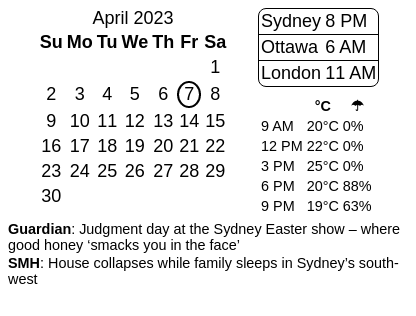 April 2023
Su Mo Tu We Th Fr Sa
1
2 3 4 5 6 7 8
9 10 11 12 13 14 15
16 17 18 19 20 21 22
23 24 25 26 27 28 29
30
Sydney 8 PM
Ottawa 6 AM
London 11 AM
°C ☂
9 AM 20°C 0%
12 PM 22°C 0%
3 PM 25°C 0%
6 PM 20°C 88%
9 PM 19°C 63%
Guardian: Judgment day at the Sydney Easter show – where
good honey ‘smacks you in the face’
SMH: House collapses while family sleeps in Sydney’s south-
west